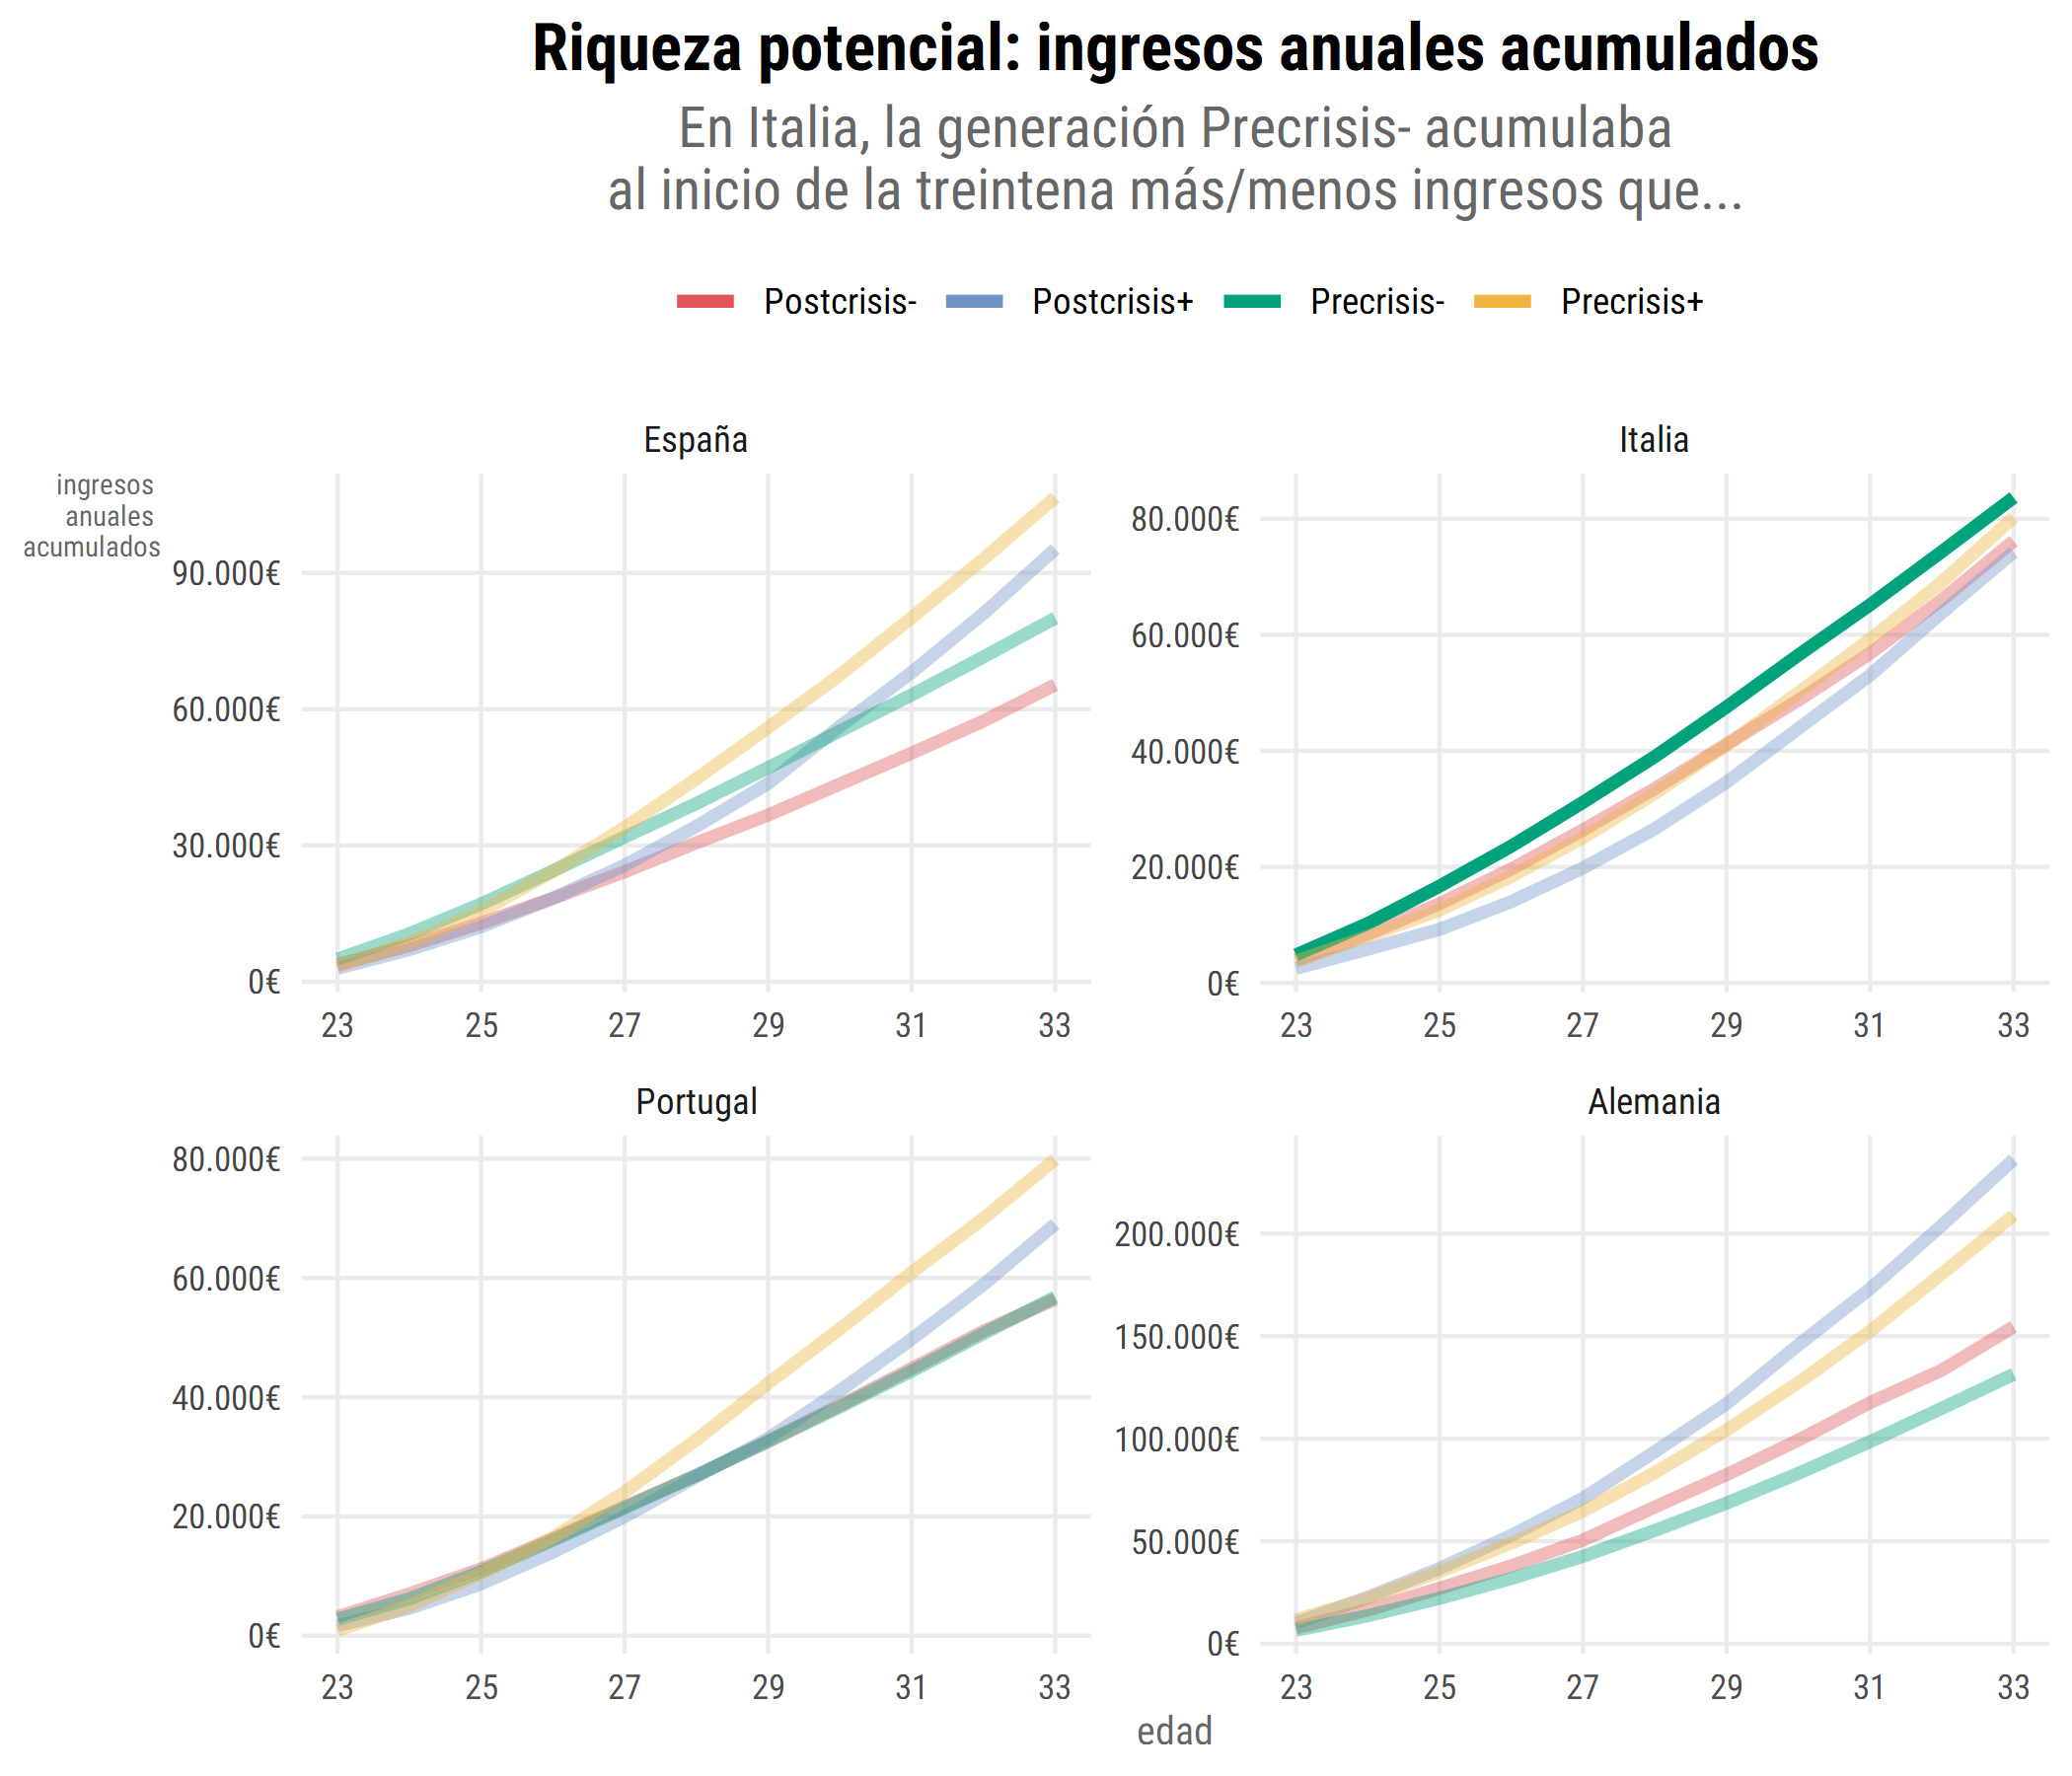 Riqueza potencial: ingresos anuales acumulados
En Italia, la generación Precrisis- acumulaba
al inicio de la treintena más/menos ingresos que...
Postcrisis- Postcrisis+ Precrisis- Precrisis+
España
ingresos
anuales
acumulados
90.000€
60.000€
30.000€
0€
23 25 27 29 31 33
Italia
80.000€
60.000€
40.000€
20.000€
0€
23 25 27 29 31 33
Portugal
80.000€
60.000€
40.000€
20.000€
0€
23 25 27 29 31 33
Alemania
200.000€
150.000€
100.000€
50.000€
0€
23 25 27 29 31 33
edad